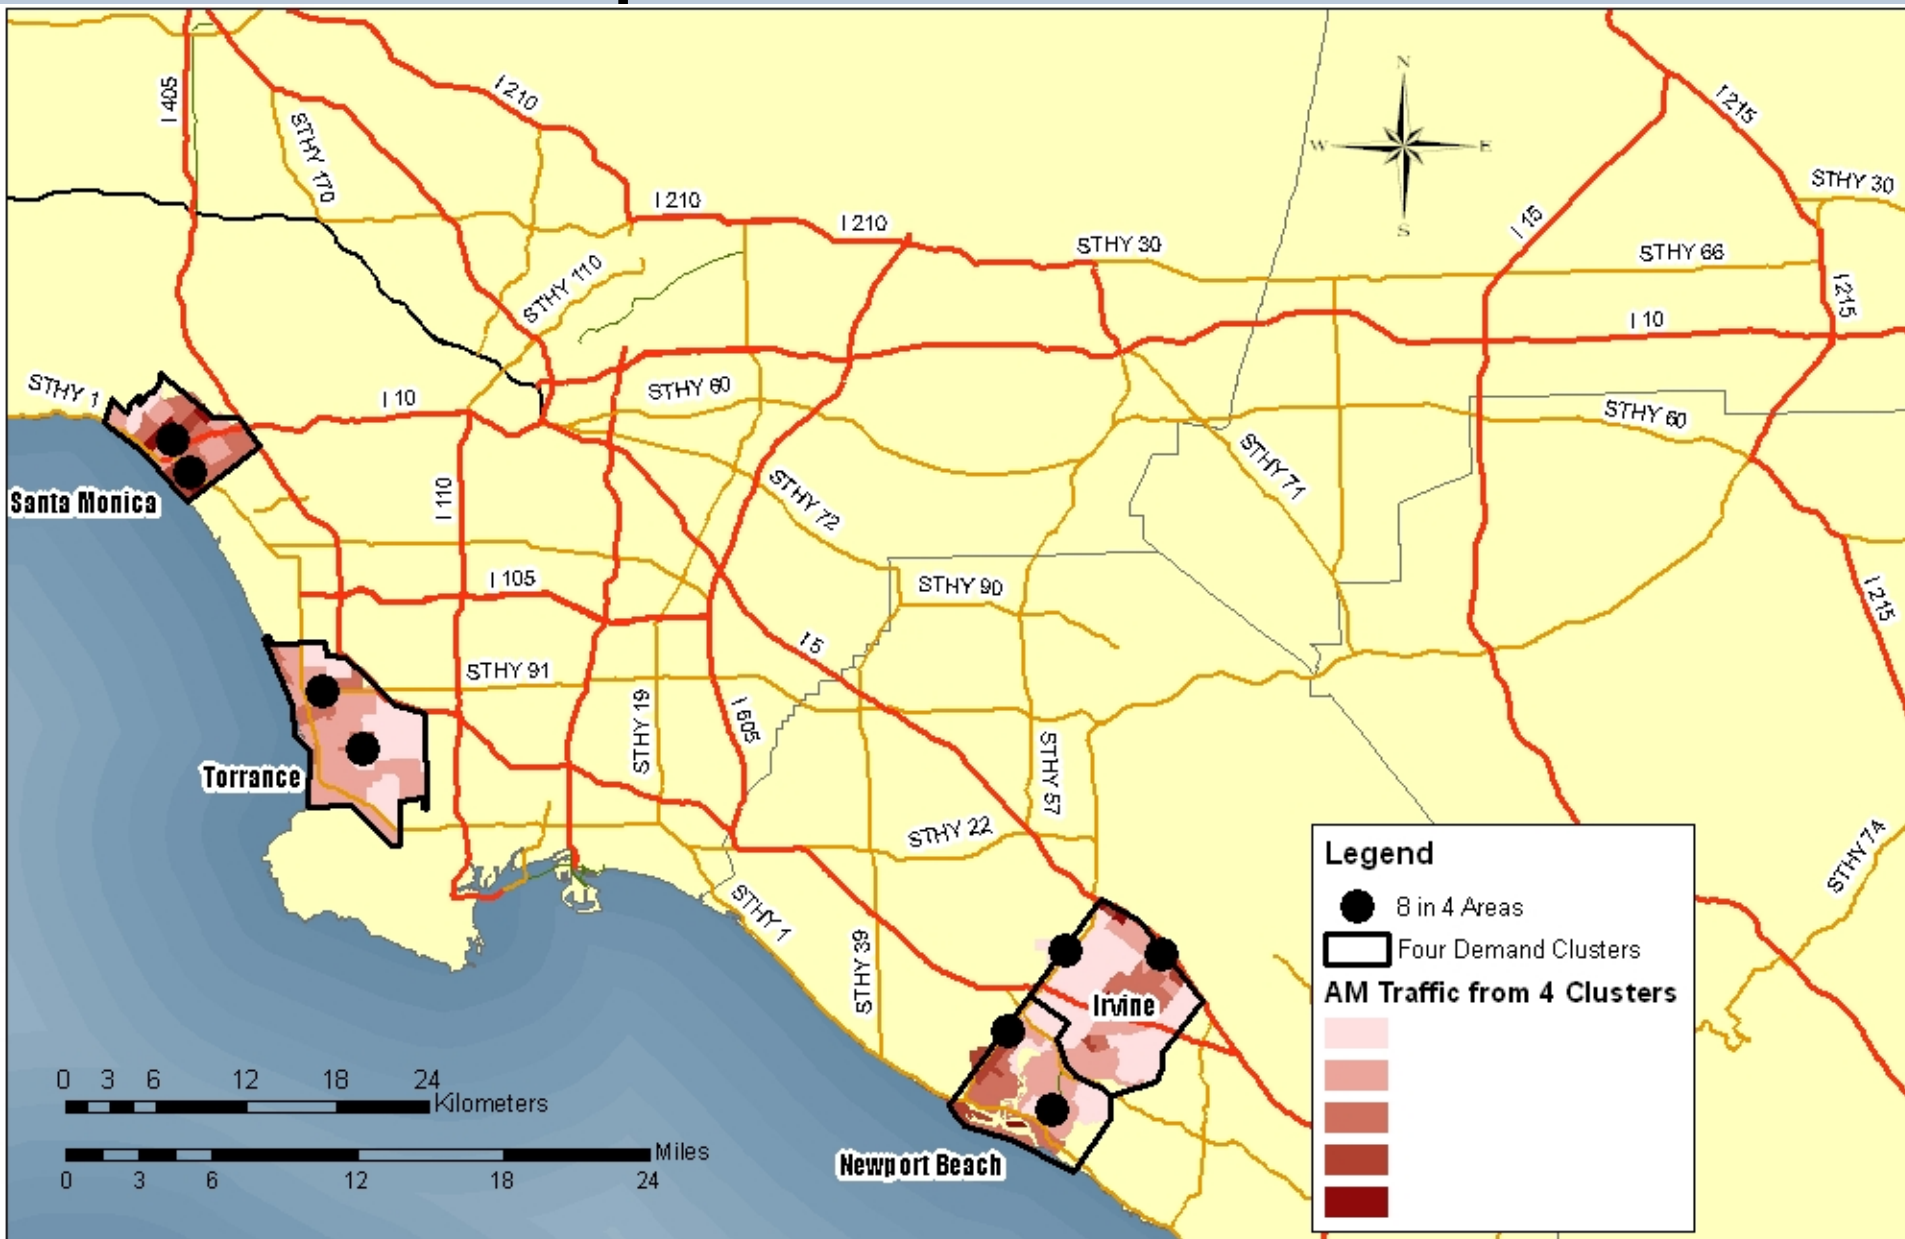 N
W
E
S
I 405
I 210
STHY 170
I 210
I 210
STHY 110
STHY 30
I 15
I 215
STHY 30
STHY 66
I 215
I 10
STHY 1
I 10
STHY 60
STHY 60
STHY 71
STHY 72
I 110
Santa Monica
I 105
STHY 90
I 5
I 215
STHY 91
STHY 19
I 605
STHY 57
Torrance
STHY 22
STHY 1
STHY 39
STHY 74
Irvine
Newport Beach
Legend
8 in 4 Areas
Four Demand Clusters
AM Traffic from 4 Clusters
0 3 6 12 18 24
Kilometers
Miles
0 3 6 12 18 24